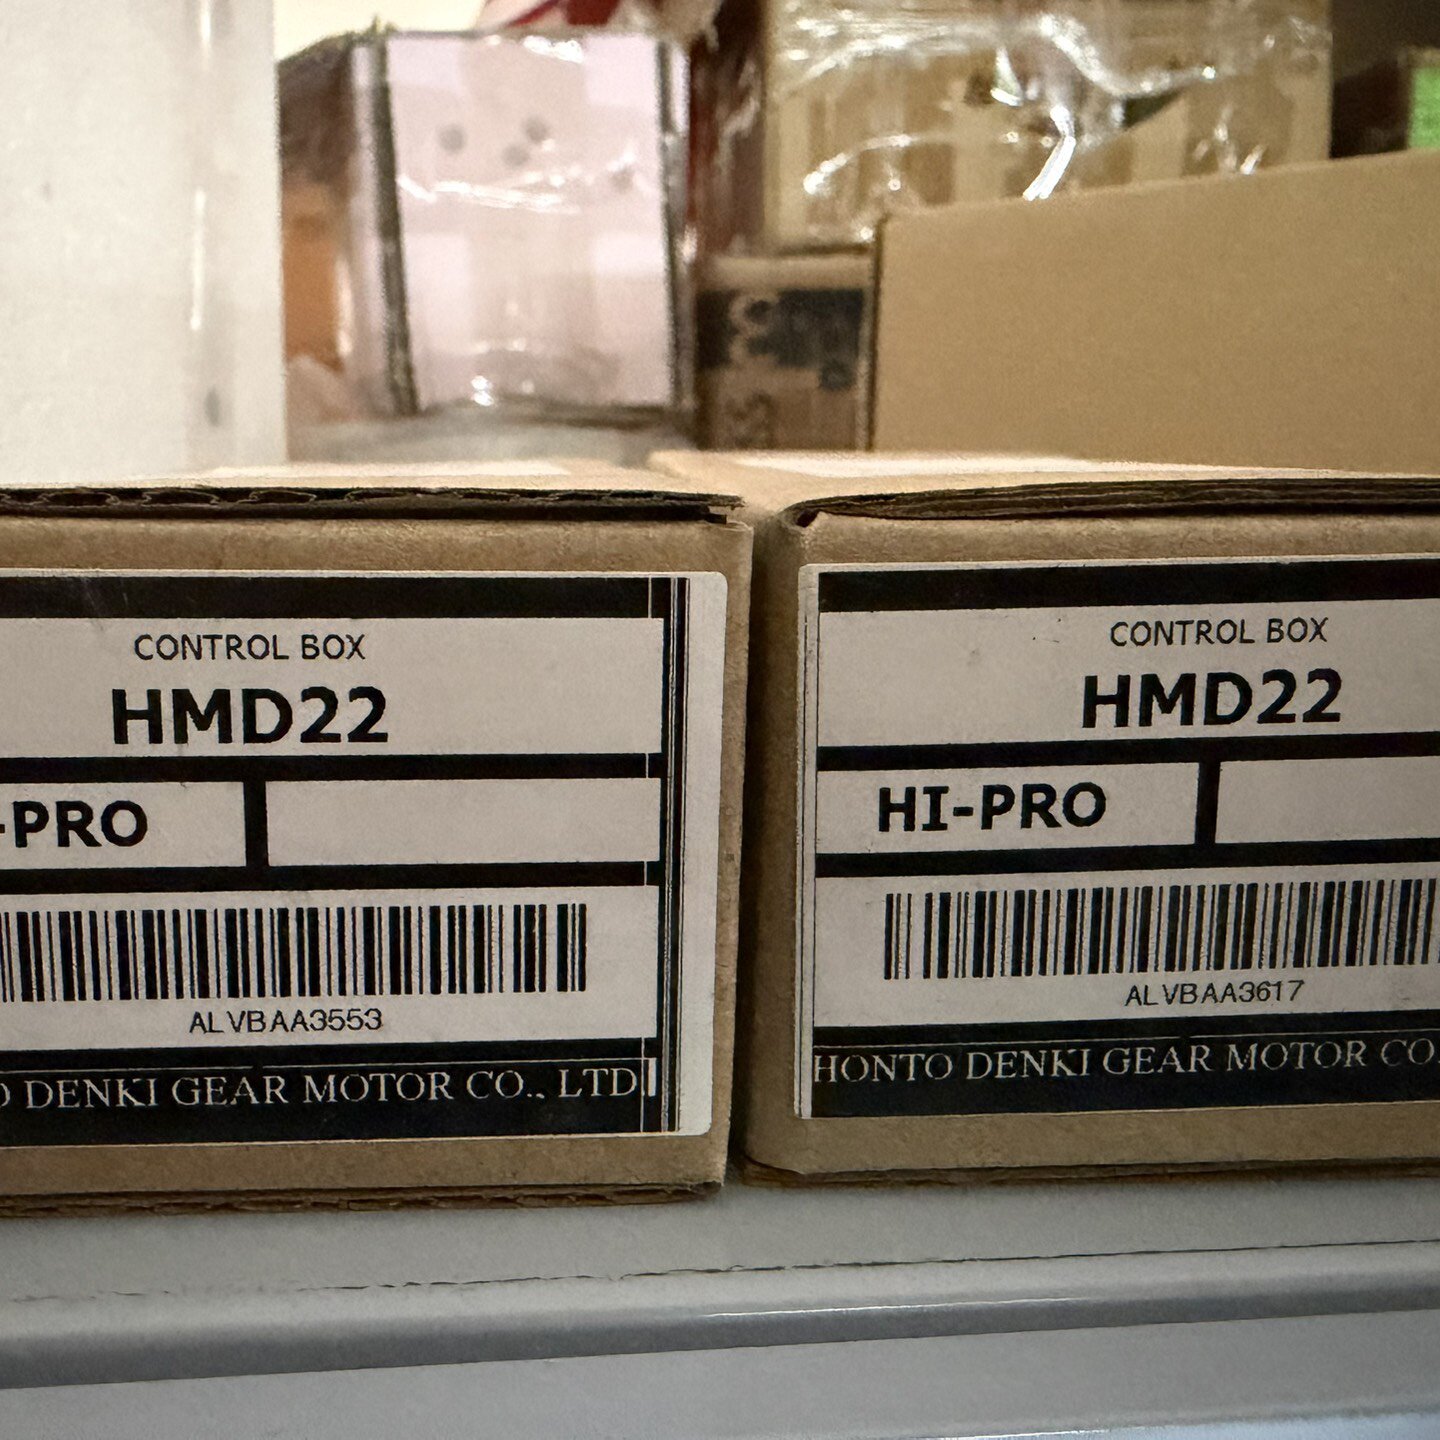 CONTROL BOX
HMD22
-PRO
ALVBAA3553
O DENKI GEAR MOTOR CO., LTD.
CONTROL BOX
HMD22
HI-PRO
ALVBAA3617
HONTO DENKI GEAR MOTOR CO.